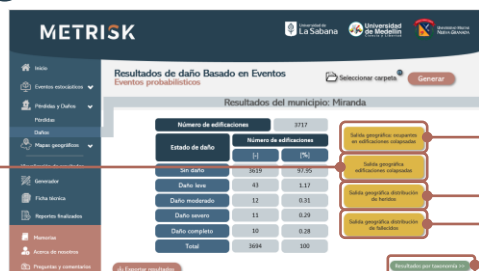 METRISK
Universidad de
La Sabana
Universidad
de Medellín
Ciencia y Libertad
Universidad Militar
Nueva Granada
Inicio
Eventos estocásticos
Pérdidas y Daños
Pérdidas
Daños
Mapas geográficos
Generador
Ficha técnica
Reportes finalizados
Memorias
Acerca de nosotros
Preguntas y comentarios
Resultados de daño Basado en Eventos
Eventos probabilísticos
Seleccionar carpeta
Generar
Resultados del municipio: Miranda
Número de edificaciones 3717
Estado de daño Número de edificaciones
[-] [%]
Sin daño 3619 97.95
Daño leve 43 1.17
Daño moderado 12 0.31
Daño severo 11 0.29
Daño completo 10 0.28
Total 3694 100
Salida geográfica: ocupantes
en edificaciones colapsadas
Salida geográfica
edificaciones colapsadas
Salida geográfica distribución
de heridos
Salida geográfica distribución
de fallecidos
Exportar resultados
Resultados por taxonomía >>